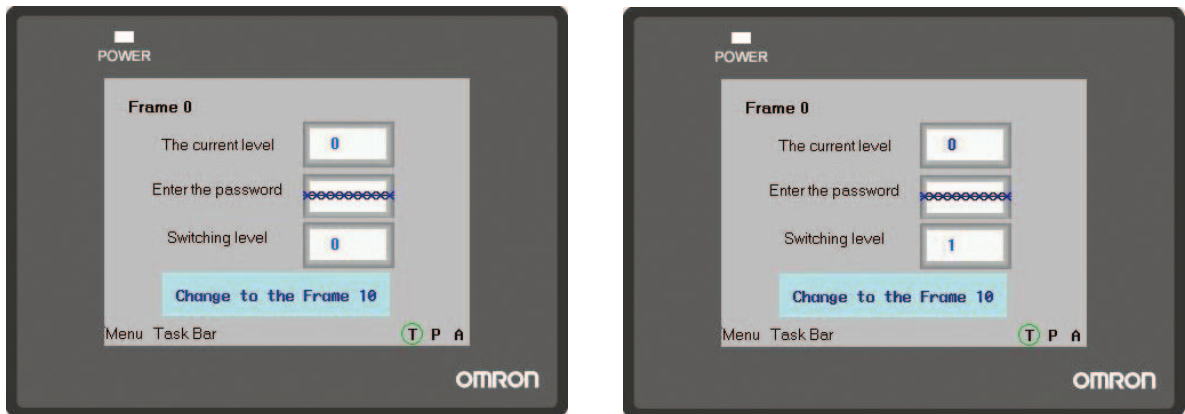 POWER
Frame 0
The current level 0
Enter the password
Switching level 0
Change to the Frame 10
Menu Task Bar T P A
OMRON
POWER
Frame 0
The current level 0
Enter the password
Switching level 1
Change to the Frame 10
Menu Task Bar T P A
OMRON